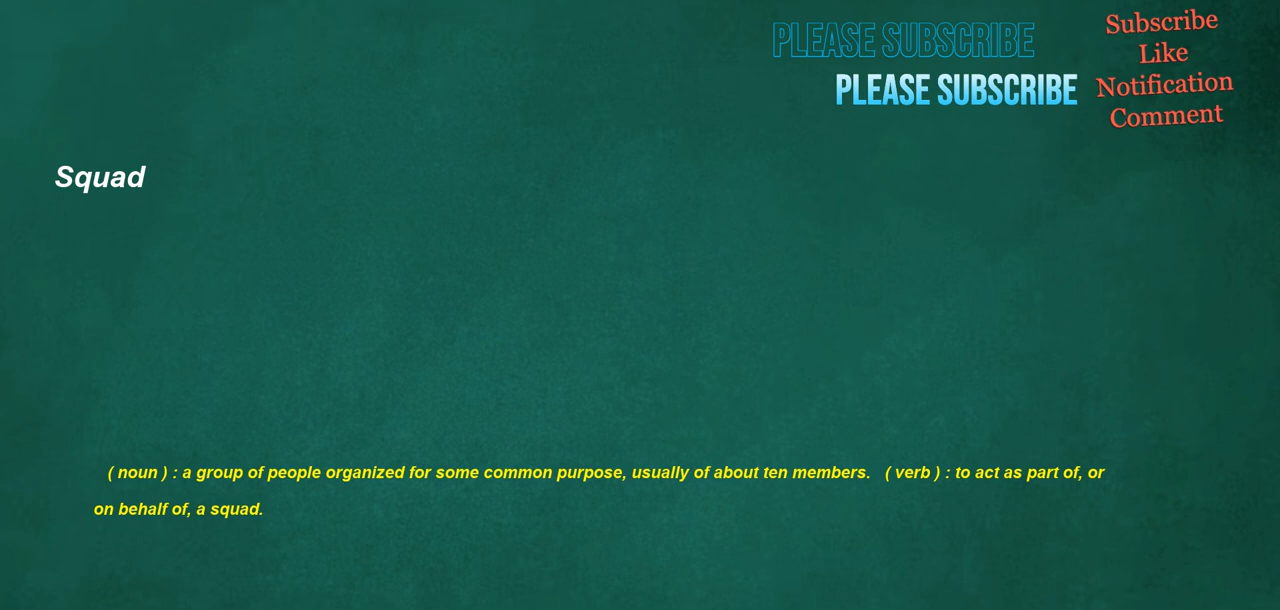 PLEASE SUBSCRIBE
PLEASE SUBSCRIBE
Subscribe
Like
Notification
Comment
Squad
( noun ) : a group of people organized for some common purpose, usually of about ten members. ( verb ) : to act as part of, or
on behalf of, a squad.